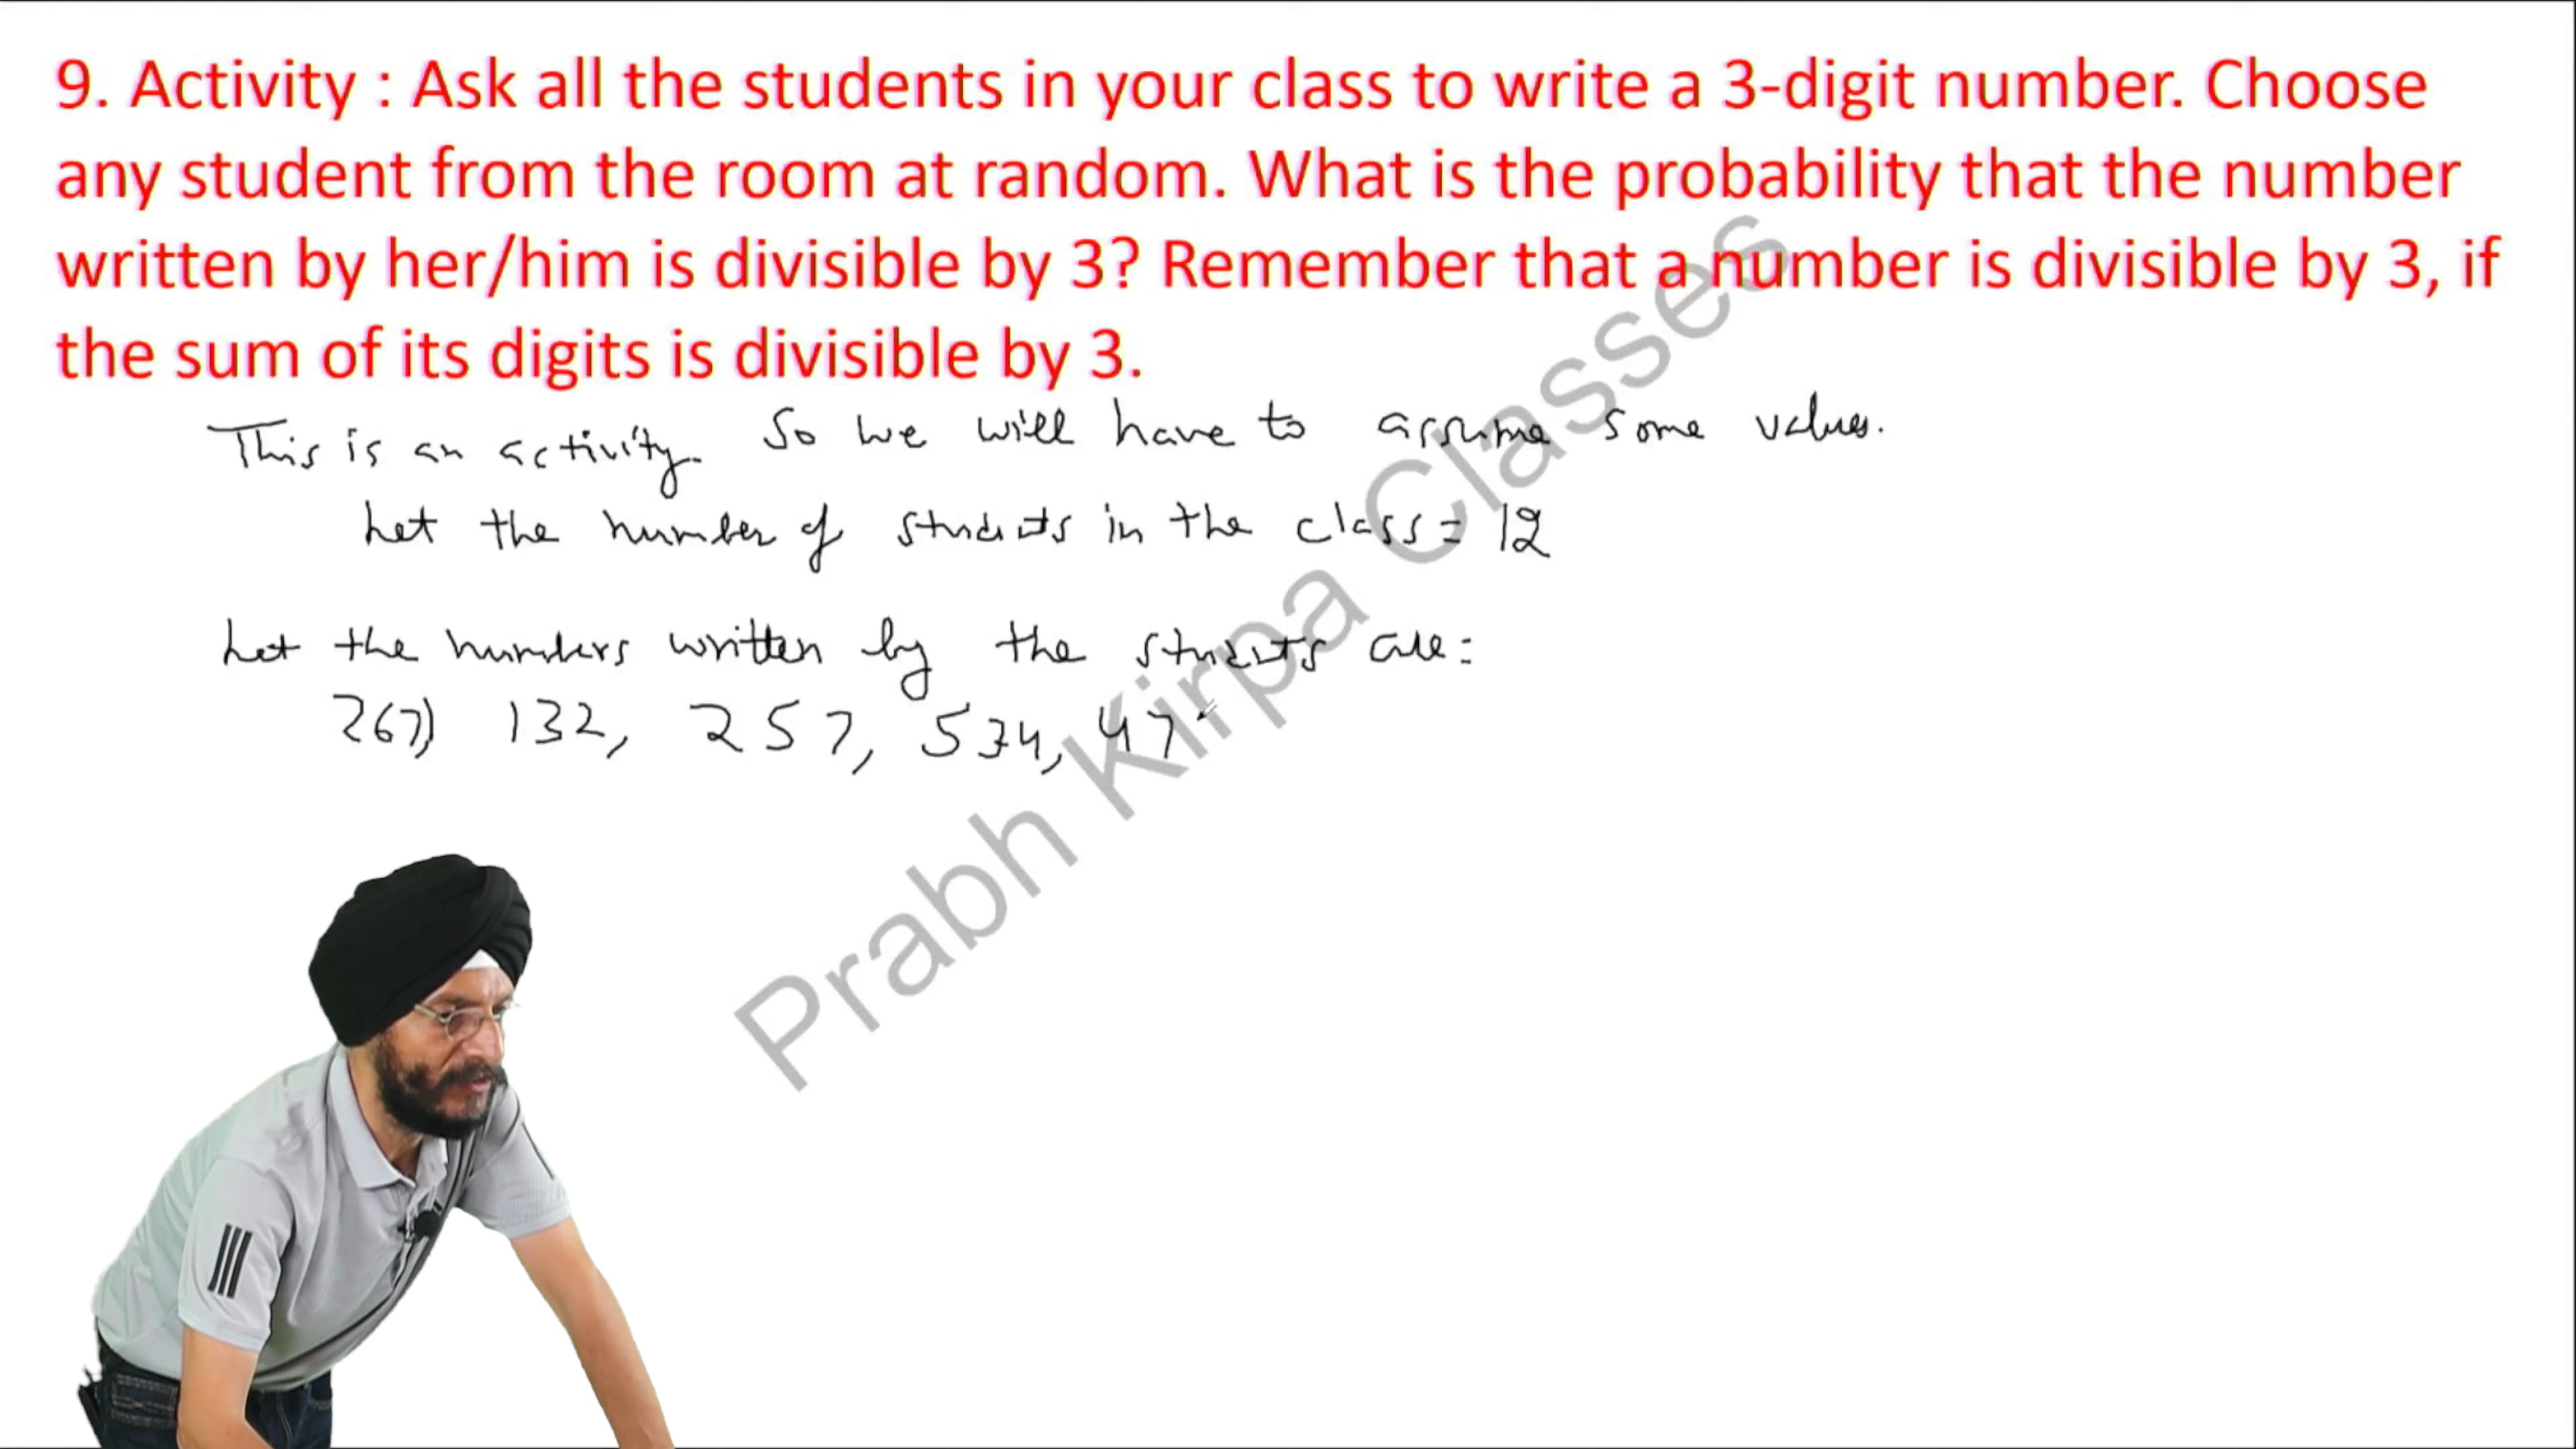 9. Activity : Ask all the students in your class to write a 3-digit number. Choose
any student from the room at random. What is the probability that the number
written by her/him is divisible by 3? Remember that a number is divisible by 3, if
the sum of its digits is divisible by 3.
This is an activity. So we will have to assume some values.
Let the number of students in the class = 12
Let the numbers written by the students are:
267, 132, 257, 534, 47
Prabh Kirpa Classes